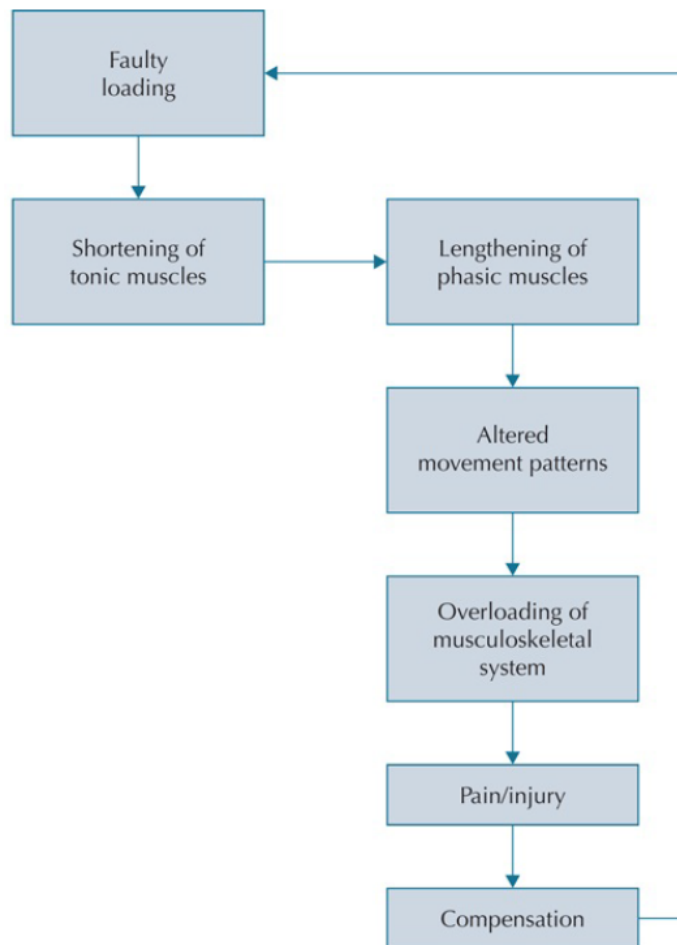 Faulty
loading
Shortening of
tonic muscles
Lengthening of
phasic muscles
Altered
movement patterns
Overloading of
musculoskeletal
system
Pain/injury
Compensation